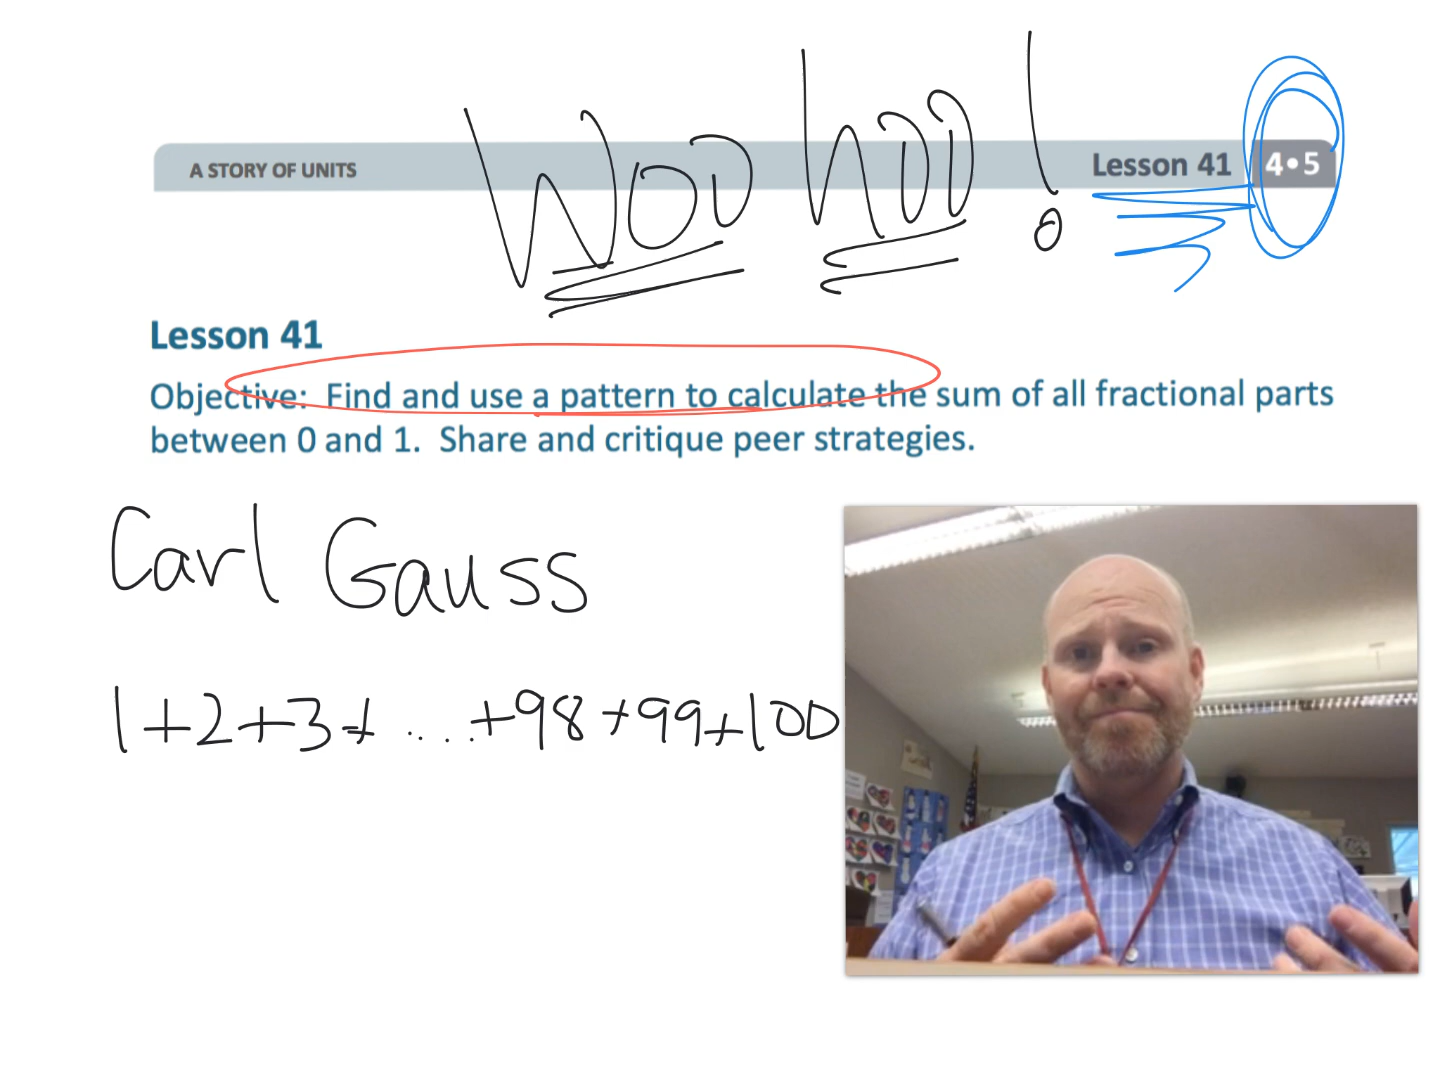 Woo hoo!
A STORY OF UNITS Lesson 41 4•5
Lesson 41
Objective: Find and use a pattern to calculate the sum of all fractional parts
between 0 and 1. Share and critique peer strategies.
Carl Gauss
1+2+3+.....+98+99+100